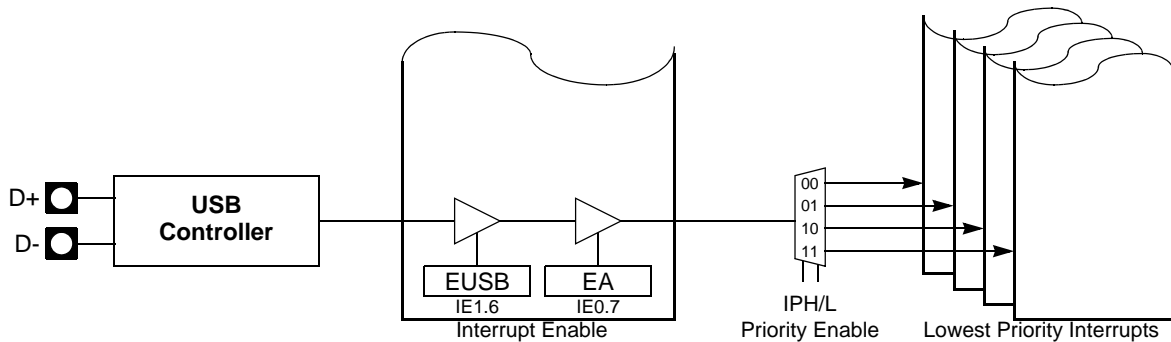 D+
D-
USB
Controller
EUSB
IE1.6
EA
IE0.7
Interrupt Enable
00
01
10
11
IPH/L
Priority Enable
Lowest Priority Interrupts